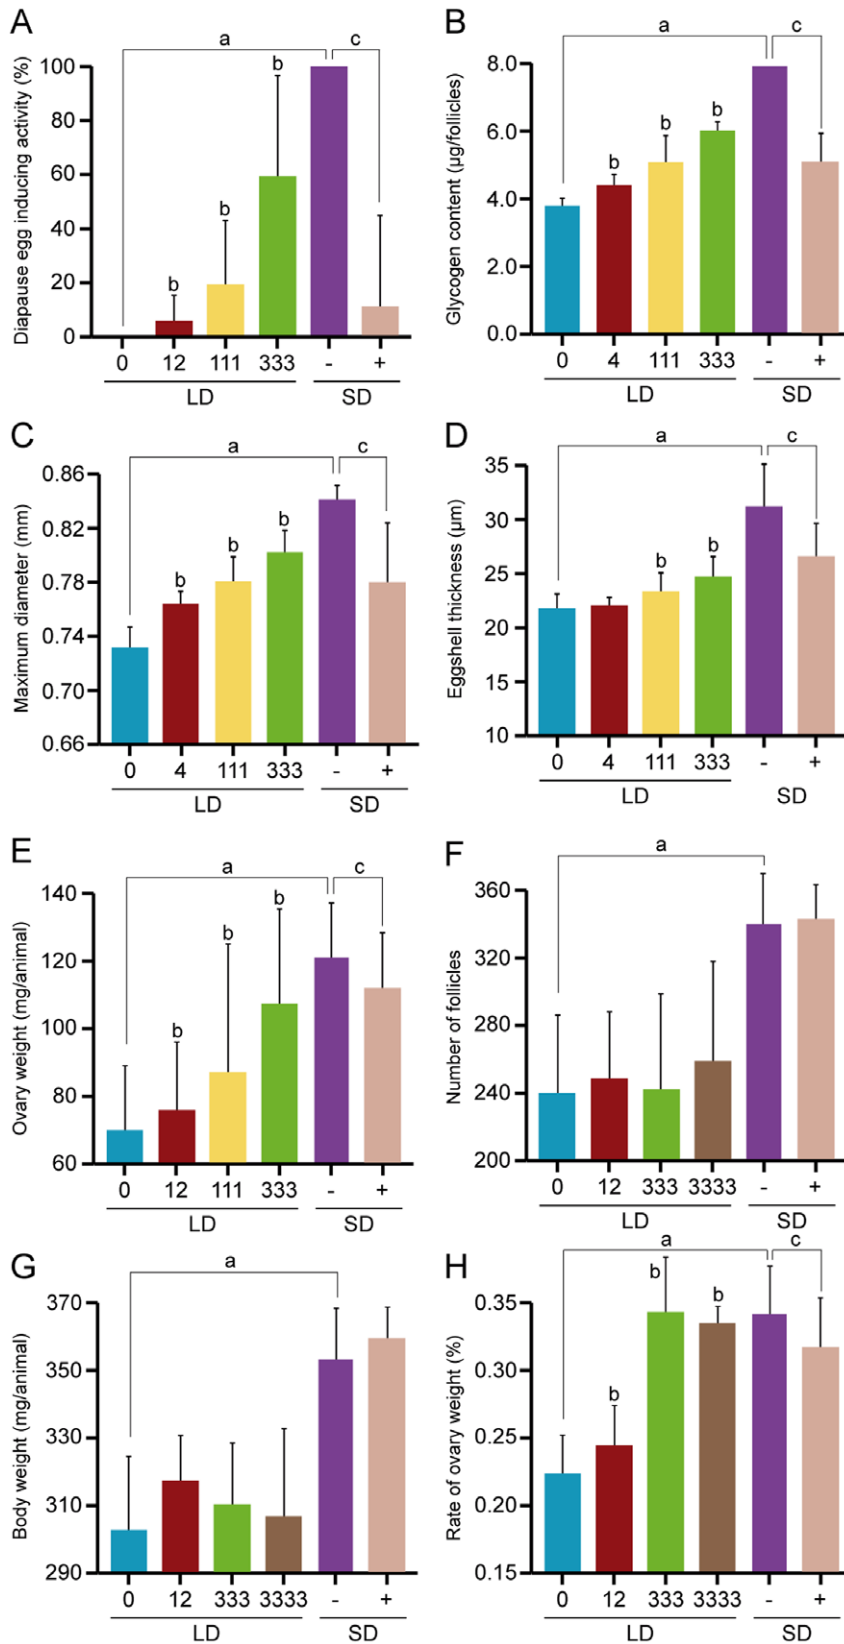 A
Diapause egg inducing activity (%)
a
c
b
b
b
100
80
60
40
20
0
0 12 111 333 - +
LD SD
B
Glycogen content (µg/follicles)
a
c
b
b
b
8.0
6.0
4.0
2.0
0.0
0 4 111 333 - +
LD SD
C
Maximum diameter (mm)
a
c
b
b
b
0.86
0.82
0.78
0.74
0.70
0.66
0 4 111 333 - +
LD SD
D
Eggshell thickness (µm)
a
c
b
b
35
30
25
20
15
10
0 4 111 333 - +
LD SD
E
Ovary weight (mg/animal)
a
c
b
b
b
140
120
100
80
60
0 12 111 333 - +
LD SD
F
Number of follicles
a
360
320
280
240
200
0 12 333 3333 - +
LD SD
G
Body weight (mg/animal)
a
370
350
330
310
290
0 12 333 3333 - +
LD SD
H
Rate of ovary weight (%)
a
c
b
b
b
0.35
0.30
0.25
0.20
0.15
0 12 333 3333 - +
LD SD